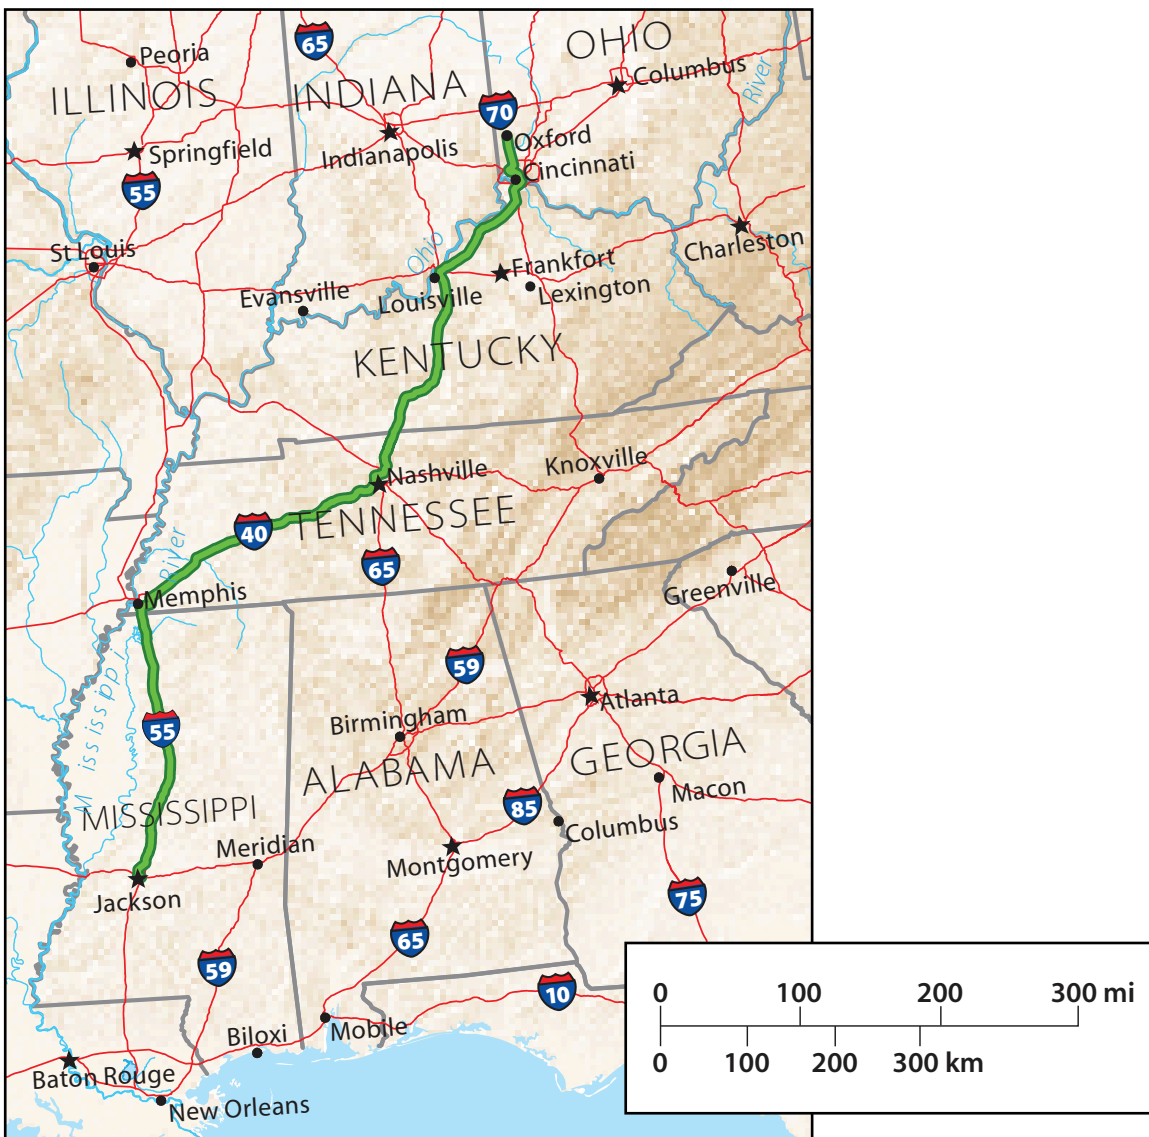 65
OHIO
Peoria
Columbus
River
ILLINOIS
INDIANA
70
Oxford
Springfield
Indianapolis
Cincinnati
55
St Louis
Ohio
Charleston
Frankfort
Evansville
Louisville
Lexington
KENTUCKY
Nashville
Knoxville
TENNESSEE
40
River
65
Memphis
Greenville
Mississippi
59
Atlanta
55
Birmingham
GEORGIA
ALABAMA
Macon
85
MISSISSIPPI
Columbus
Meridian
Montgomery
Jackson
75
65
59
10
Biloxi
Mobile
Baton Rouge
New Orleans
0 100 200 300 mi
0 100 200 300 km